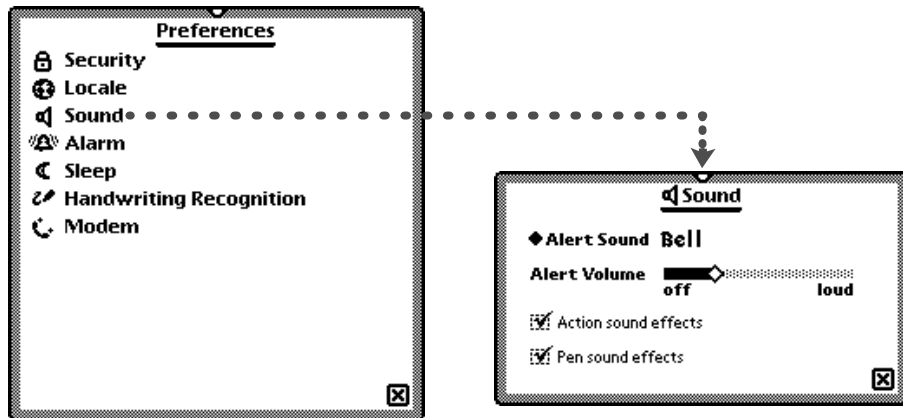 Preferences
Security
Locale
Sound
Alarm
Sleep
Handwriting Recognition
Modem
Sound
Alert Sound Bell
Alert Volume
off loud
Action sound effects
Pen sound effects